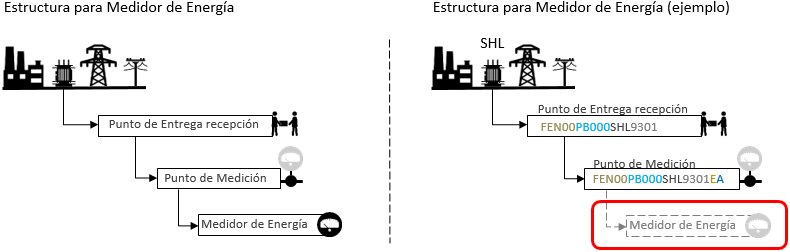 Estructura para Medidor de Energía
Punto de Entrega recepción
Punto de Medición
Medidor de Energía
Estructura para Medidor de Energía (ejemplo)
SHL
Punto de Entrega recepción
FEN00PB000SHL9301
Punto de Medición
FEN00PB000SHL9301EA
Medidor de Energía